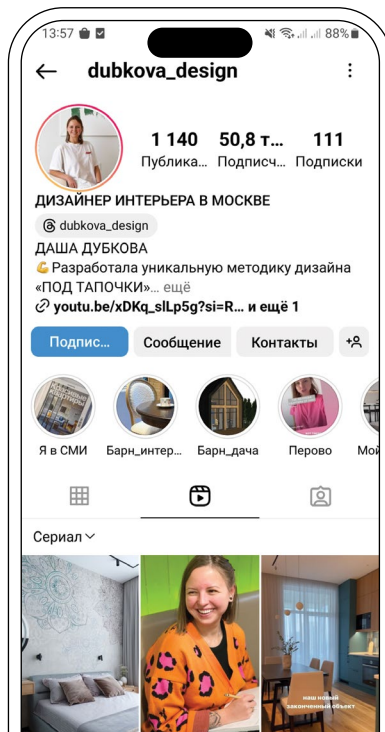 13:57 88%
dubkova_design
1 140 50,8 т... 111
Публика... Подписч... Подписки
ДИЗАЙНЕР ИНТЕРЬЕРА В МОСКВЕ
dubkova_design
ДАША ДУБКОВА
💪Разработала уникальную методику дизайна
«ПОД ТАПОЧКИ»... ещё
youtu.be/xDKq_slLp5g?si=R... и ещё 1
Подпис... Сообщение Контакты
Я в СМИ Барн_интер... Барн_дача Перово Мой
Сериал
наш новый
законченный объект